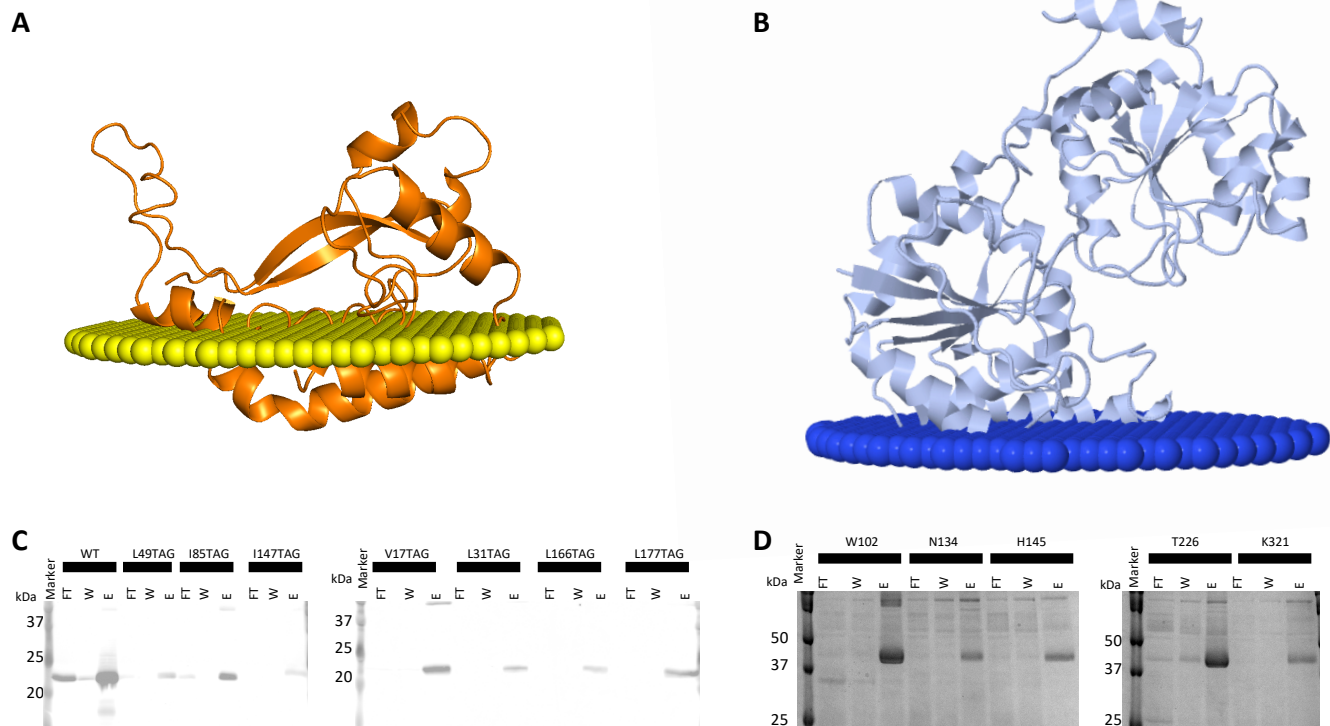 A
B
C
Marker
WT
L49TAG
I85TAG
I147TAG
FT
W
E
FT
W
E
FT
W
E
FT
W
E
kDa
37
25
20
Marker
V17TAG
L31TAG
L166TAG
L177TAG
FT
W
E
FT
W
E
FT
W
E
FT
W
E
kDa
37
25
20
D
Marker
W102
N134
H145
FT
W
E
FT
W
E
FT
W
E
kDa
50
37
25
Marker
T226
K321
FT
W
E
FT
W
E
kDa
50
37
25